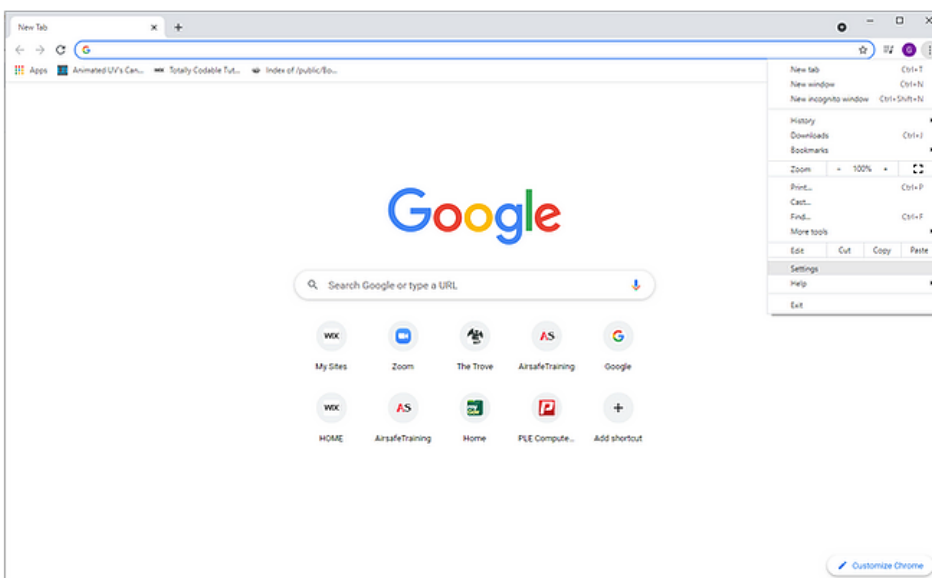 New Tab
Apps Animated UV's Can... WIX Totally Codable Tut... Index of /public/Bo...
G
New tab Ctrl+T
New window Ctrl+N
New incognito window Ctrl+Shift+N
History
Downloads Ctrl+J
Bookmarks
Zoom - 100% +
Print... Ctrl+P
Cast...
Find... Ctrl+F
More tools
Edit Cut Copy Paste
Settings
Help
Exit
Google
Search Google or type a URL
WIX AS G
My Sites Zoom The Trove AirsafeTraining Google
WIX AS P
HOME AirsafeTraining Home PLE Compute... Add shortcut
Customize Chrome